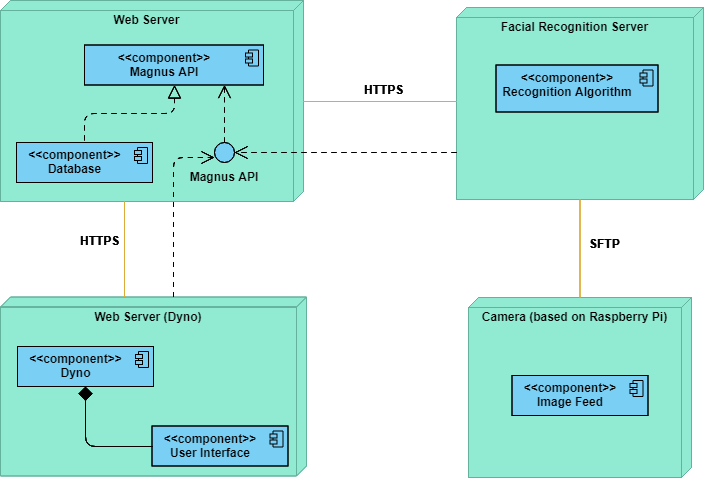 Web Server
<<component>>
Magnus API
<<component>>
Database
Magnus API
HTTPS
Facial Recognition Server
<<component>>
Recognition Algorithm
HTTPS
SFTP
Web Server (Dyno)
<<component>>
Dyno
<<component>>
User Interface
Camera (based on Raspberry Pi)
<<component>>
Image Feed